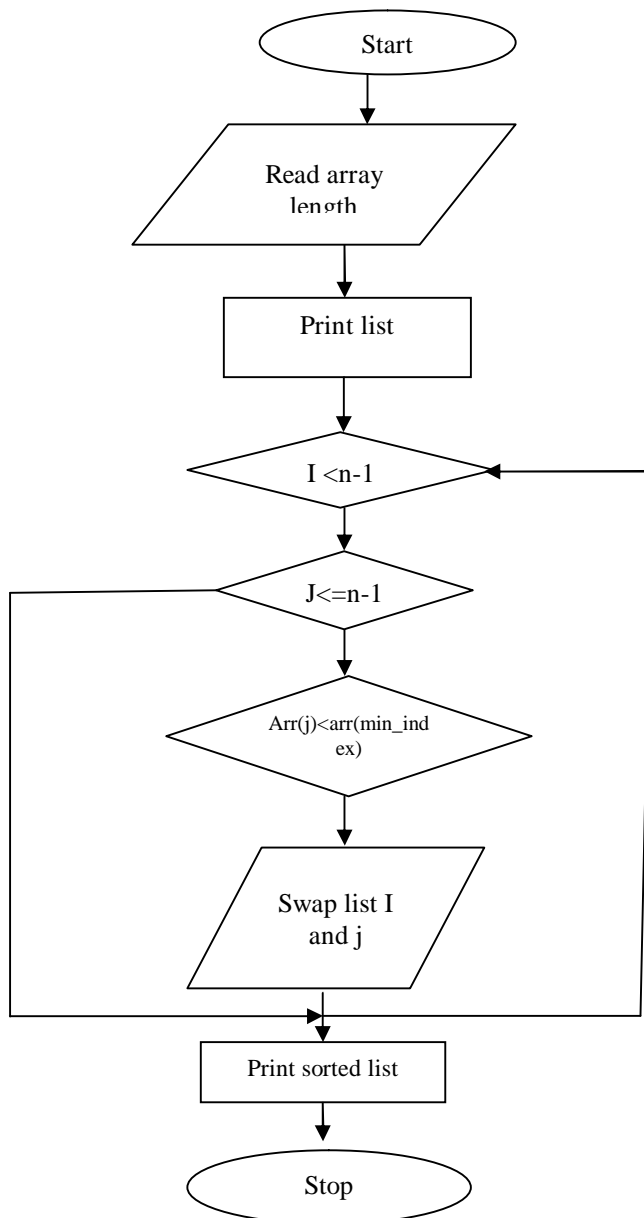 Start
Read array
length
Print list
I <n-1
J<=n-1
Arr(j)<arr(min_ind
ex)
Swap list I
and j
Print sorted list
Stop